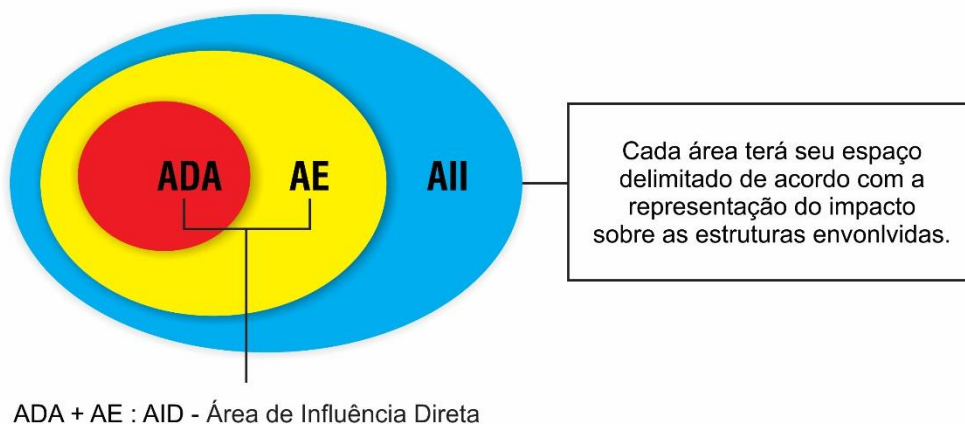 ADA AE AII
Cada área terá seu espaço
delimitado de acordo com a
representação do impacto
sobre as estruturas envonlvidas.
ADA + AE : AID - Área de Influência Direta